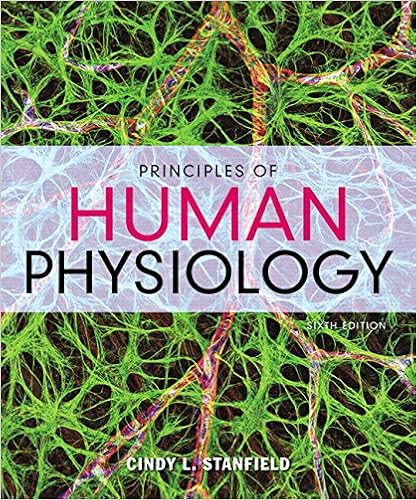 PRINCIPLES OF
HUMAN
PHYSIOLOGY
SIXTH EDITION
CINDY L. STANFIELD